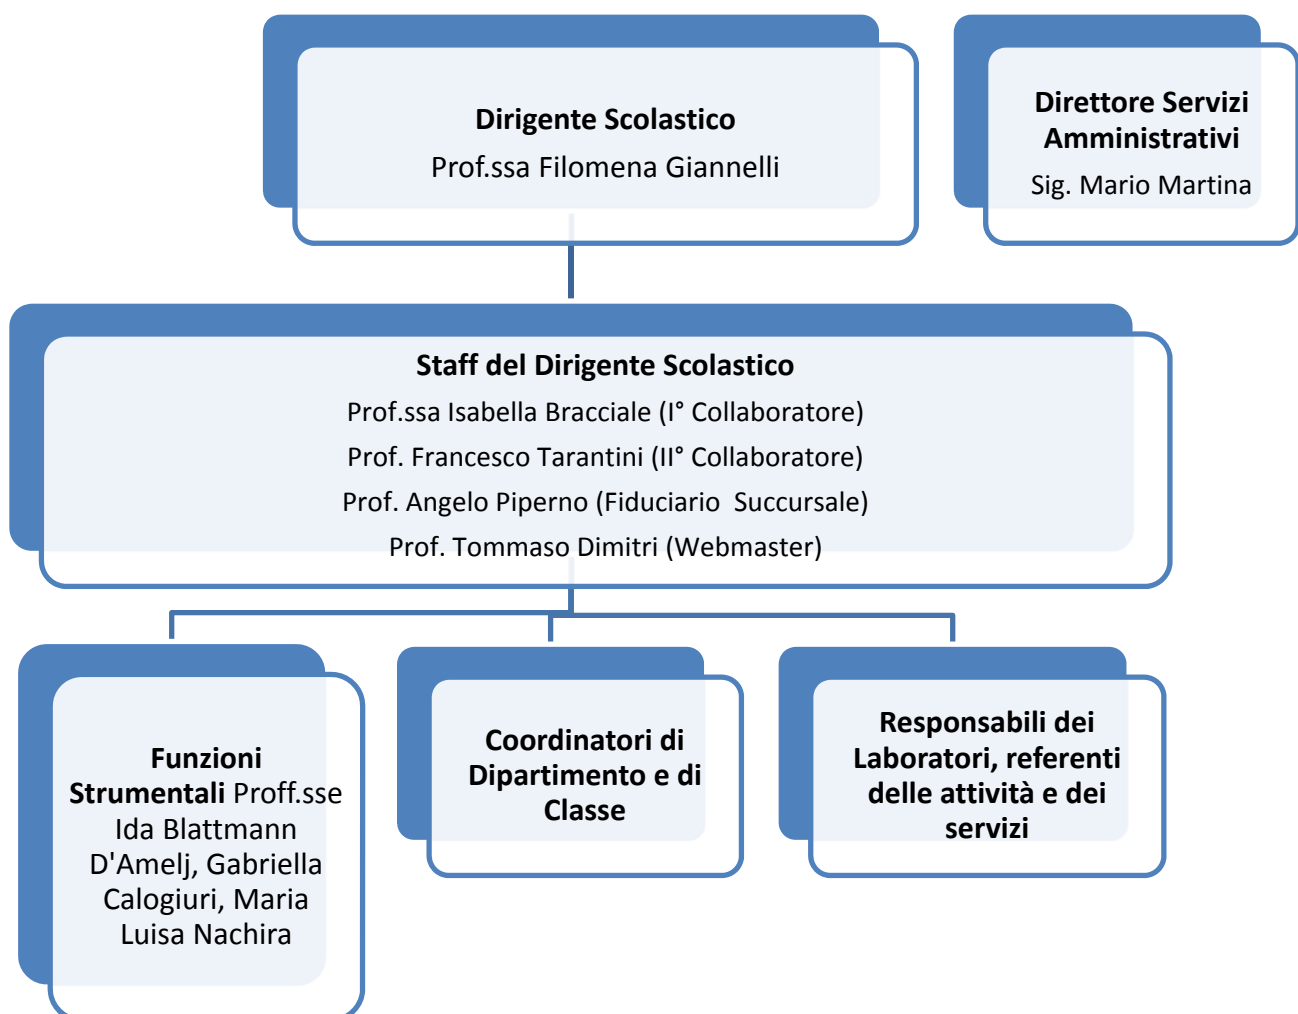 Dirigente Scolastico
Prof.ssa Filomena Giannelli
Direttore Servizi
Amministrativi
Sig. Mario Martina
Staff del Dirigente Scolastico
Prof.ssa Isabella Bracciale (I° Collaboratore)
Prof. Francesco Tarantini (II° Collaboratore)
Prof. Angelo Piperno (Fiduciario  Succursale)
Prof. Tommaso Dimitri (Webmaster)
Funzioni
Strumentali Proff.sse
Ida Blattmann
D'Amelj, Gabriella
Calogiuri, Maria
Luisa Nachira
Coordinatori di
Dipartimento e di
Classe
Responsabili dei
Laboratori, referenti
delle attività e dei
servizi